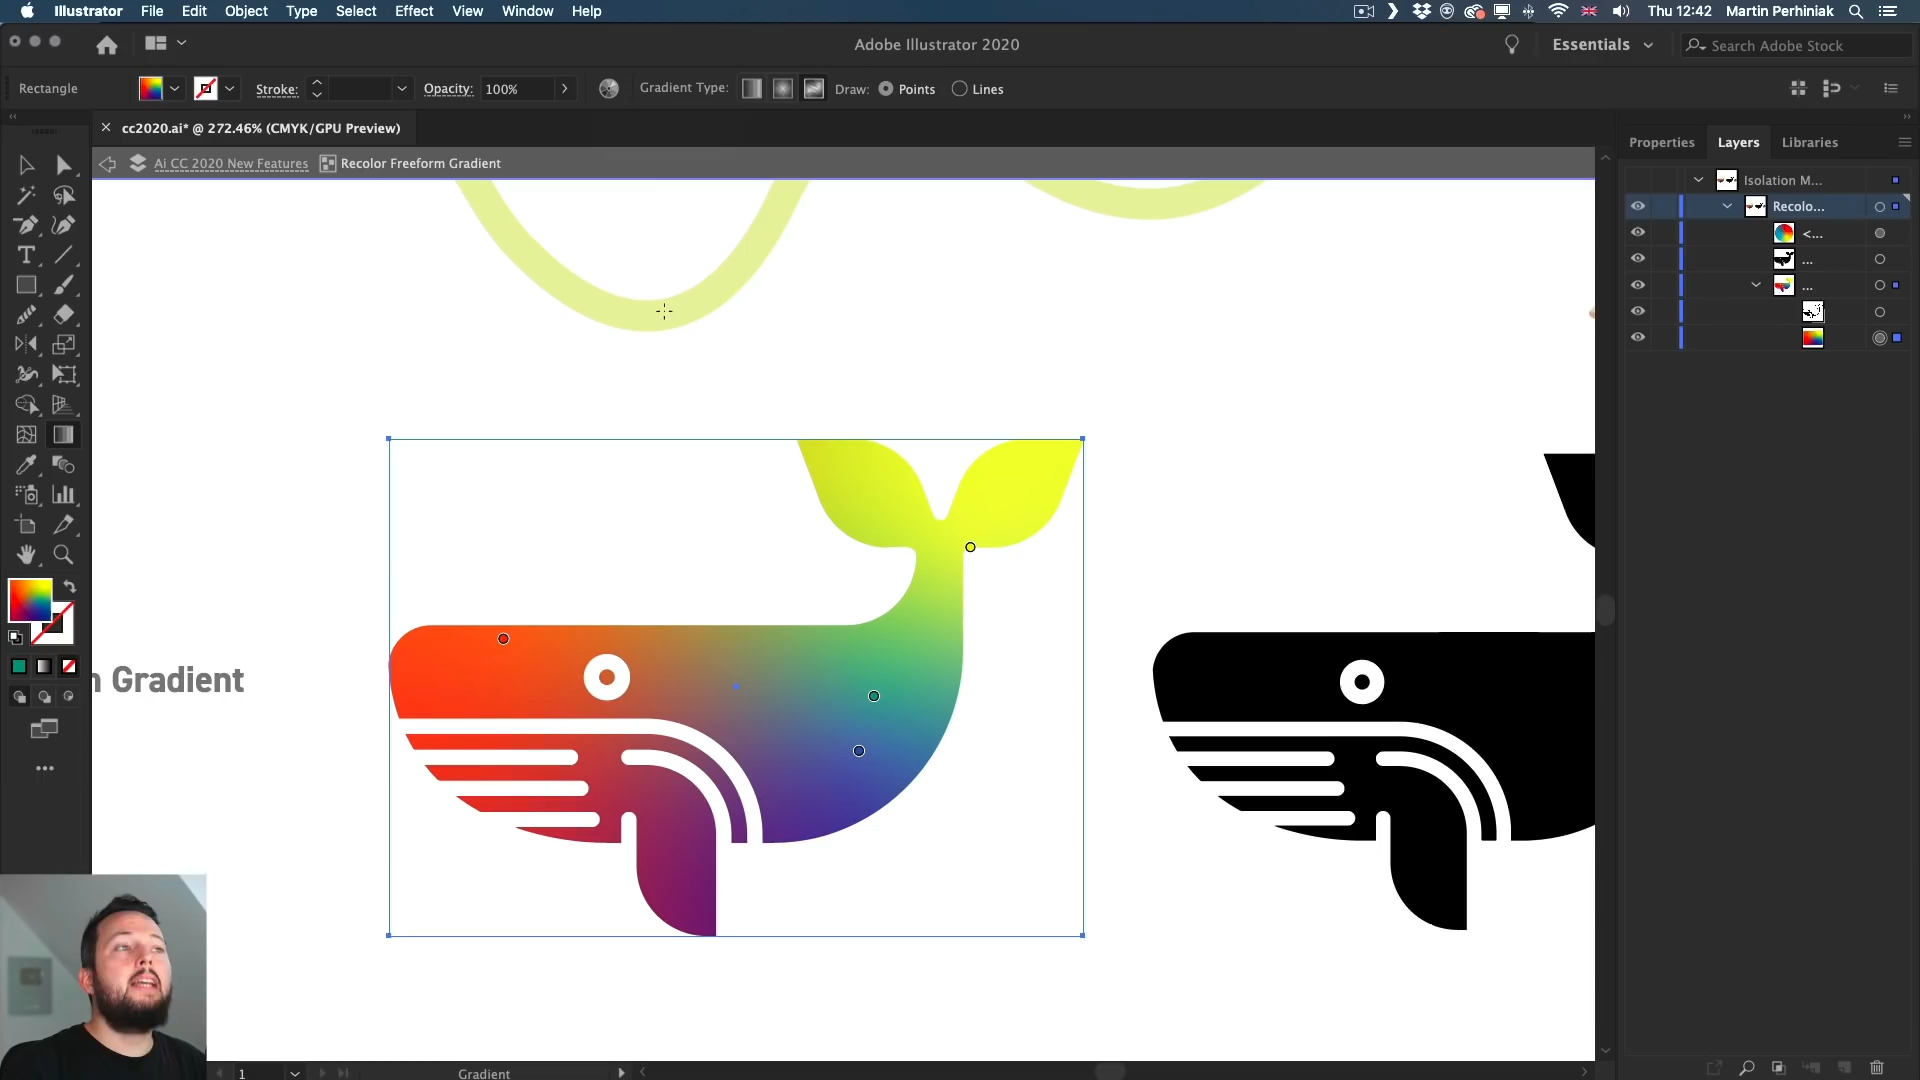 Illustrator File Edit Object Type Select Effect View Window Help
Thu 12:42 Martin Perhiniak
Adobe Illustrator 2020
Essentials
Search Adobe Stock
Rectangle
Stroke:
Opacity: 100%
Gradient Type:
Draw: Points Lines
× cc2020.ai* @ 272.46% (CMYK/GPU Preview)
Ai CC 2020 New Features Recolor Freeform Gradient
Properties Layers Libraries
Isolation M...
Recolo...
<...
...
...
n Gradient
1
Gradient